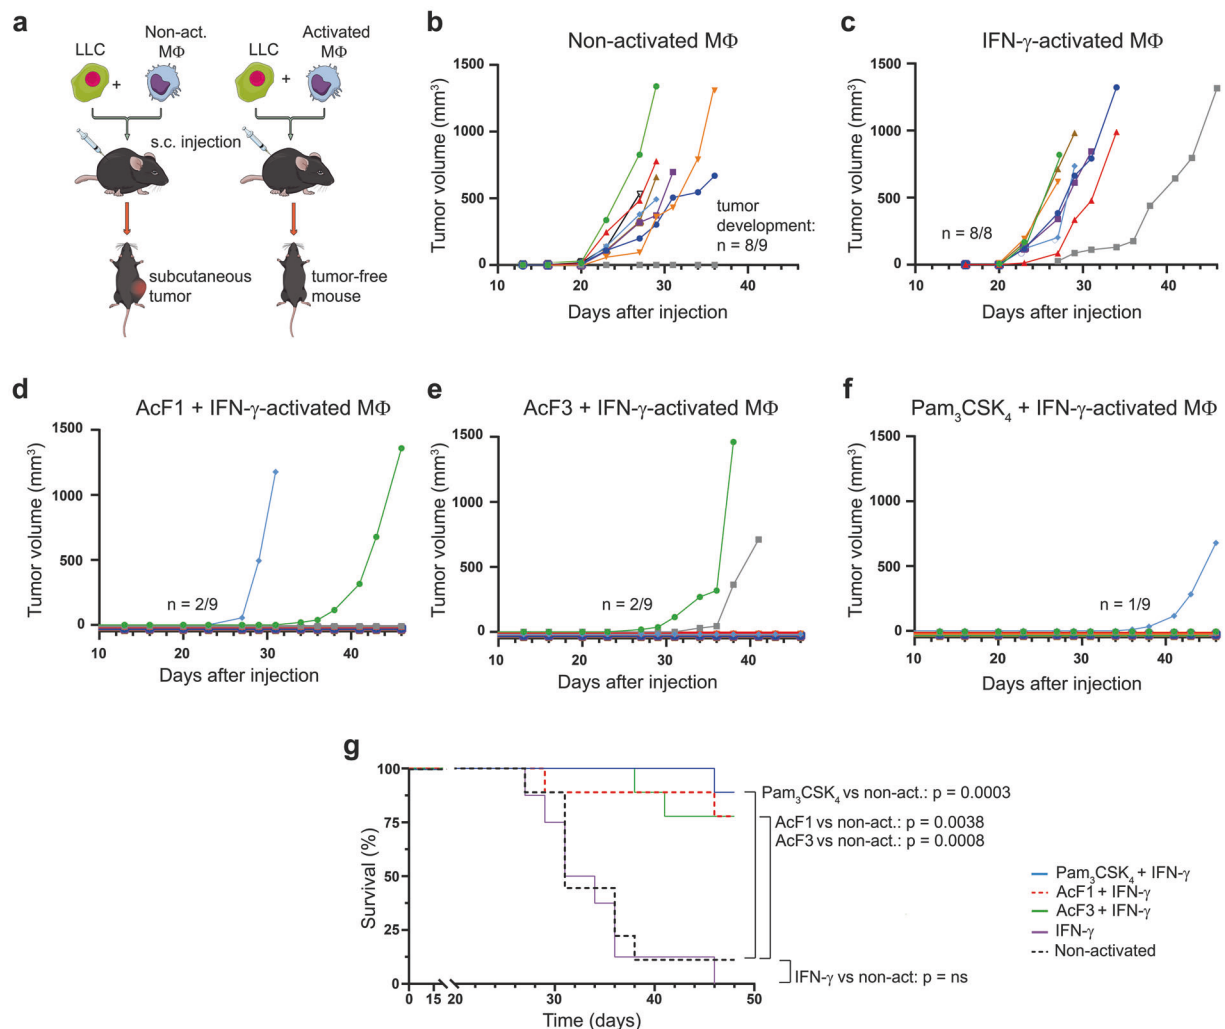 a
LLC
Non-act.
MΦ
LLC
Activated
MΦ
+
+
s.c. injection
subcutaneous
tumor
tumor-free
mouse
b
Non-activated MΦ
Tumor volume (mm³)
1500
1000
500
0
tumor
development:
n = 8/9
10 20 30 40
Days after injection
c
IFN-γ-activated MΦ
Tumor volume (mm³)
1500
1000
500
0
n = 8/8
10 20 30 40
Days after injection
d
AcF1 + IFN-γ-activated MΦ
Tumor volume (mm³)
1500
1000
500
0
n = 2/9
10 20 30 40
Days after injection
e
AcF3 + IFN-γ-activated MΦ
Tumor volume (mm³)
1500
1000
500
0
n = 2/9
10 20 30 40
Days after injection
f
Pam₃CSK₄ + IFN-γ-activated MΦ
Tumor volume (mm³)
1500
1000
500
0
n = 1/9
10 20 30 40
Days after injection
g
Survival (%)
100
75
50
25
0
0 15 20 30 40 50
Time (days)
Pam₃CSK₄ vs non-act.: p = 0.0003
AcF1 vs non-act.: p = 0.0038
AcF3 vs non-act.: p = 0.0008
IFN-γ vs non-act: p = ns
Pam₃CSK₄ + IFN-γ
AcF1 + IFN-γ
AcF3 + IFN-γ
IFN-γ
Non-activated